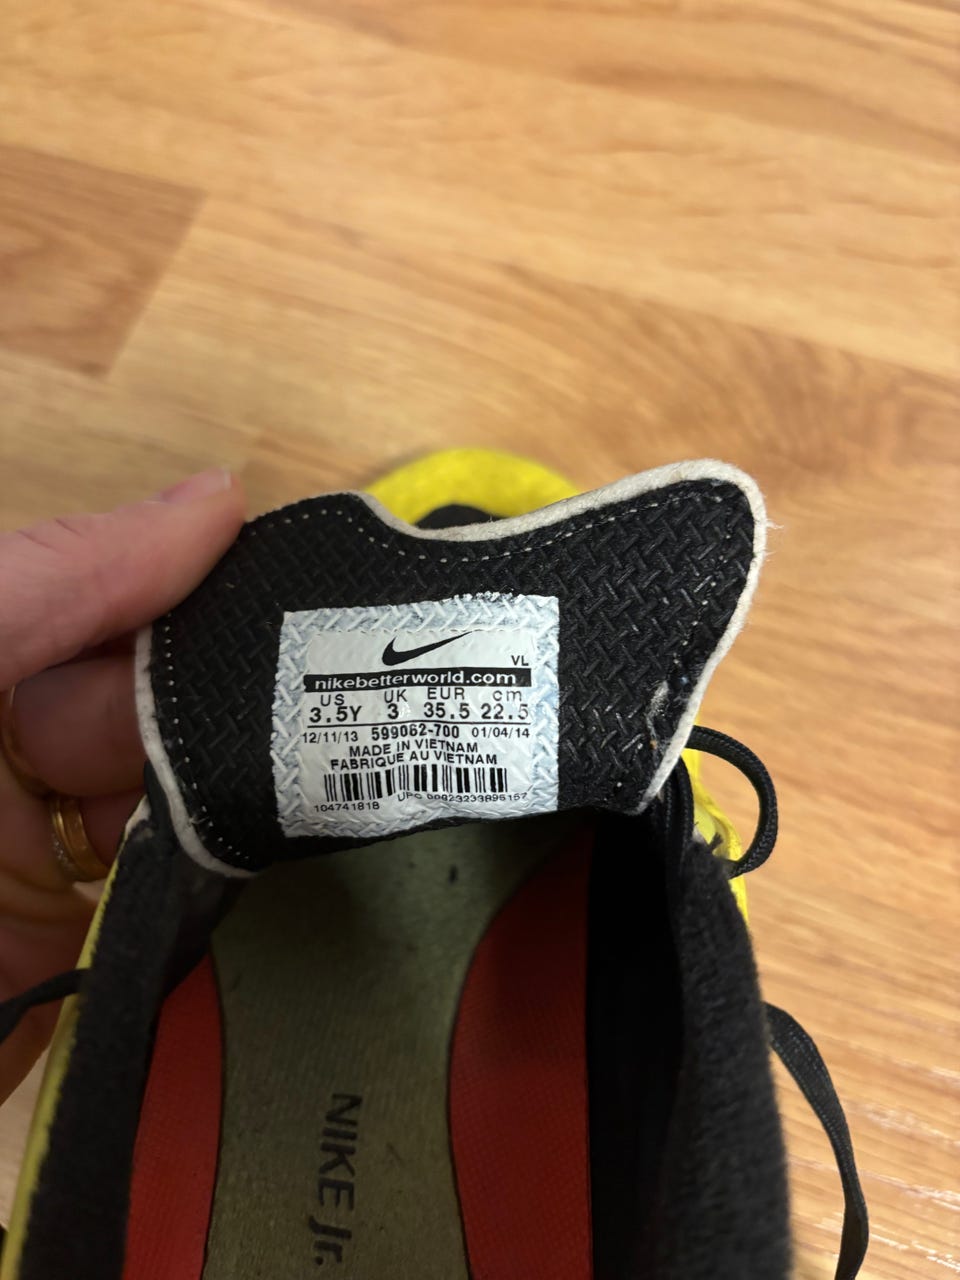 VL
nikebetterworld.com
US UK EUR cm
3.5Y 3 35.5 22.5
12/11/13 599062-700 01/04/14
MADE IN VIETNAM
FABRIQUE AU VIETNAM
104741818 UPC
NIKE Jr.